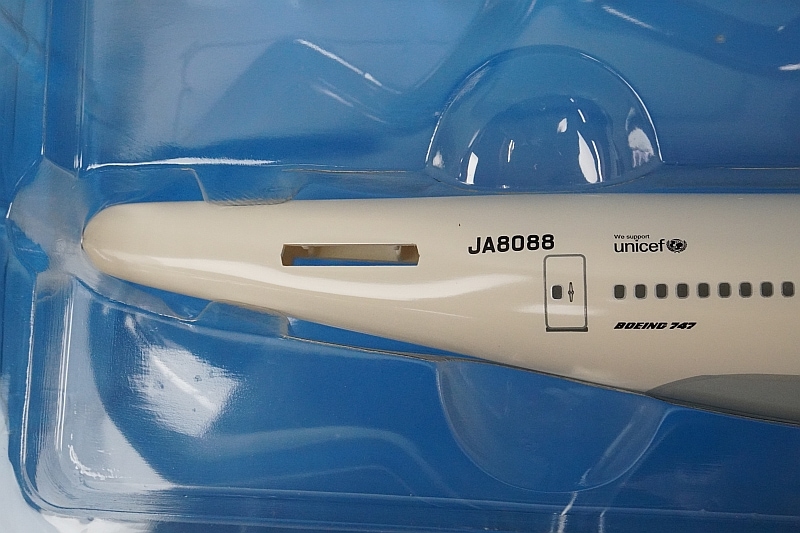 JA8088
We support
unicef
BOEING 747